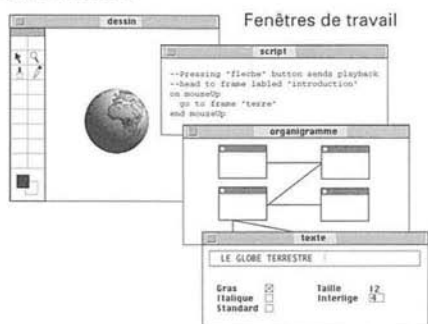 dessin
Fenêtres de travail
script
--Pressing "fleche" button sends playback
--head to frame labled "introduction"
on mouseUp
go to frame "terre"
end mouseUp
organigramme
texte
LE GLOBE TERRESTRE
Gras Taille 12
Italique Interlige 4
Standard